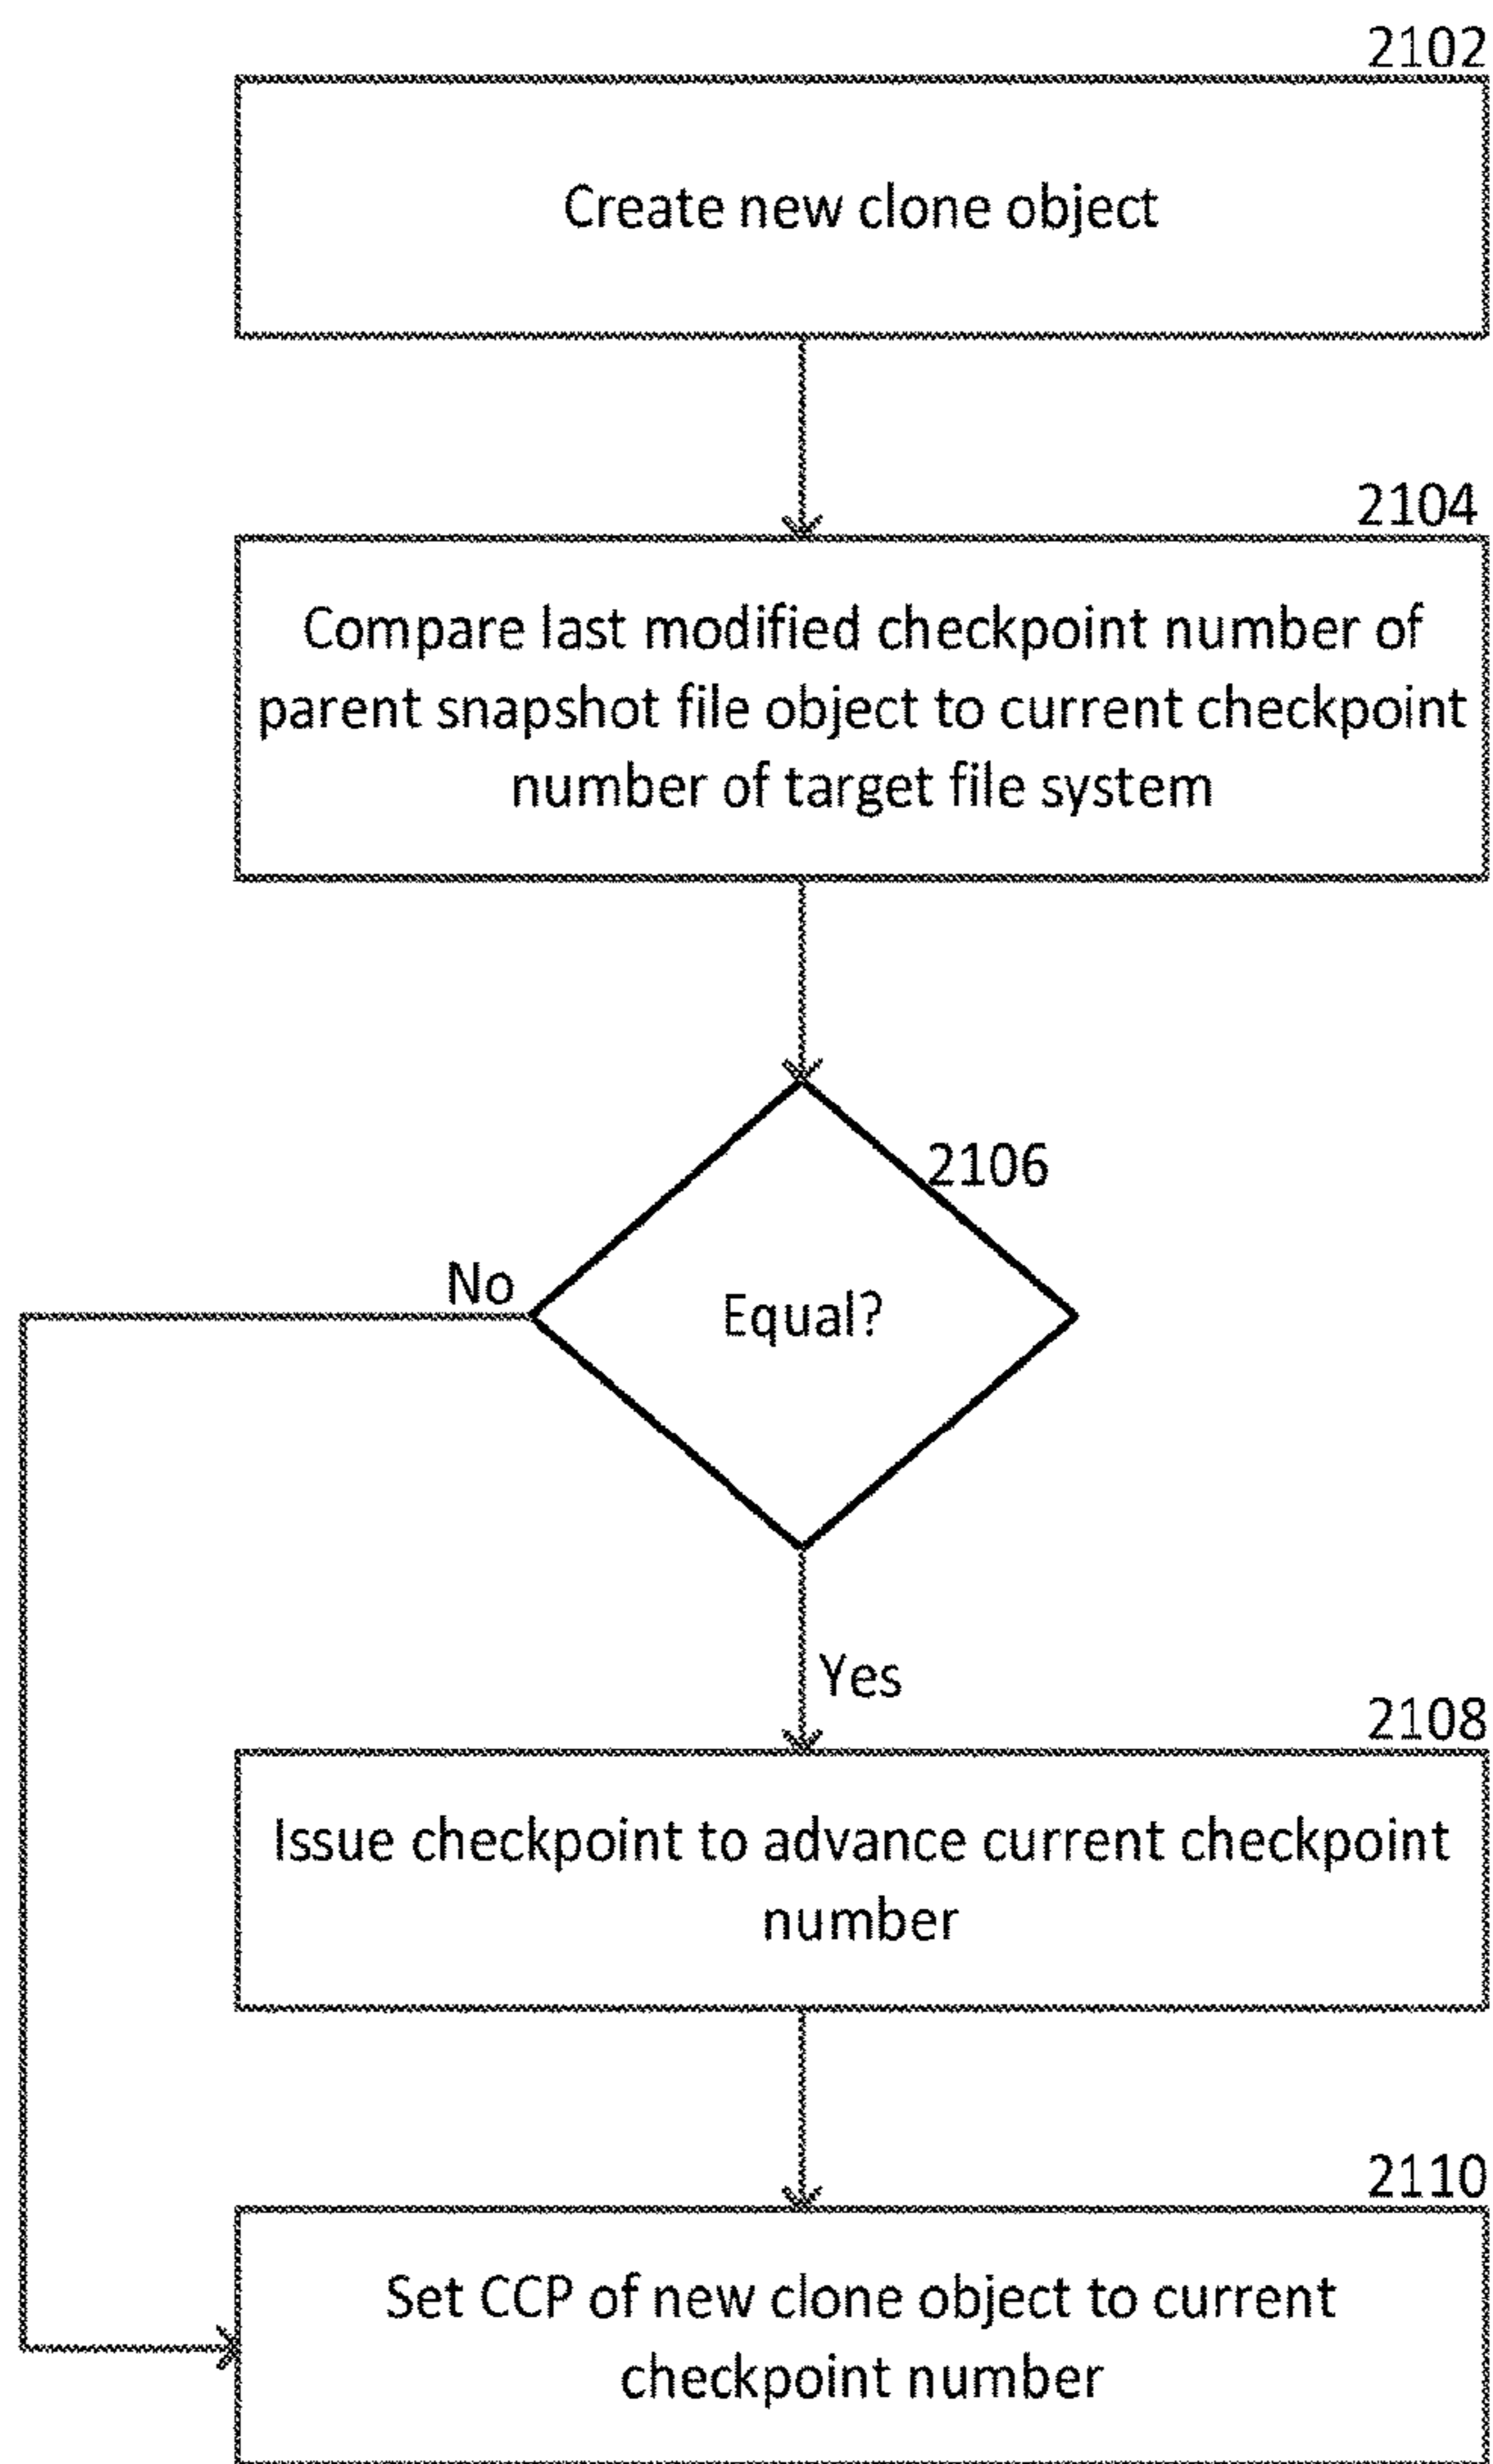 2102
Create new clone object
2104
Compare last modified checkpoint number of
parent snapshot file object to current checkpoint
number of target file system
2106
No
Equal?
Yes
2108
Issue checkpoint to advance current checkpoint
number
2110
Set CCP of new clone object to current
checkpoint number